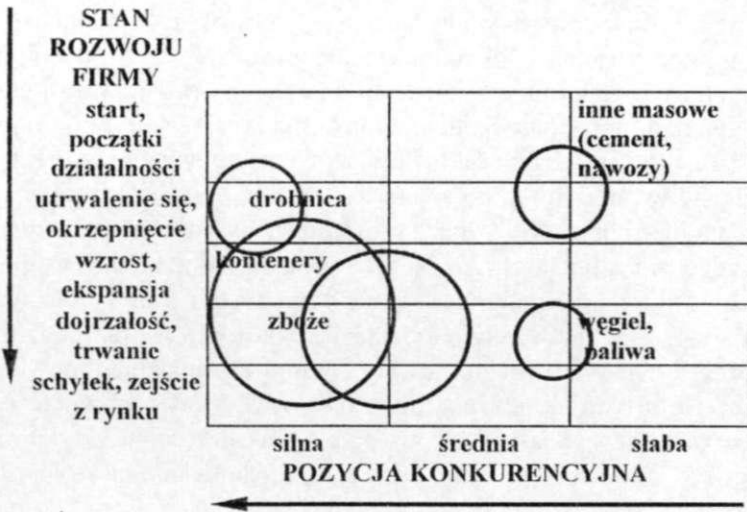 STAN
ROZWOJU
FIRMY
start,
początki
działalności
utrwalenie się,
okrzepnięcie
wzrost,
ekspansja
dojrzałość,
trwanic
schyłek, zejście
z rynku
inne masowe
(cement,
nawozy)
drobnica
kontenery
zboże
węgiel,
paliwa
silna
średnia
słaba
POZYCJA KONKURENCYJNA